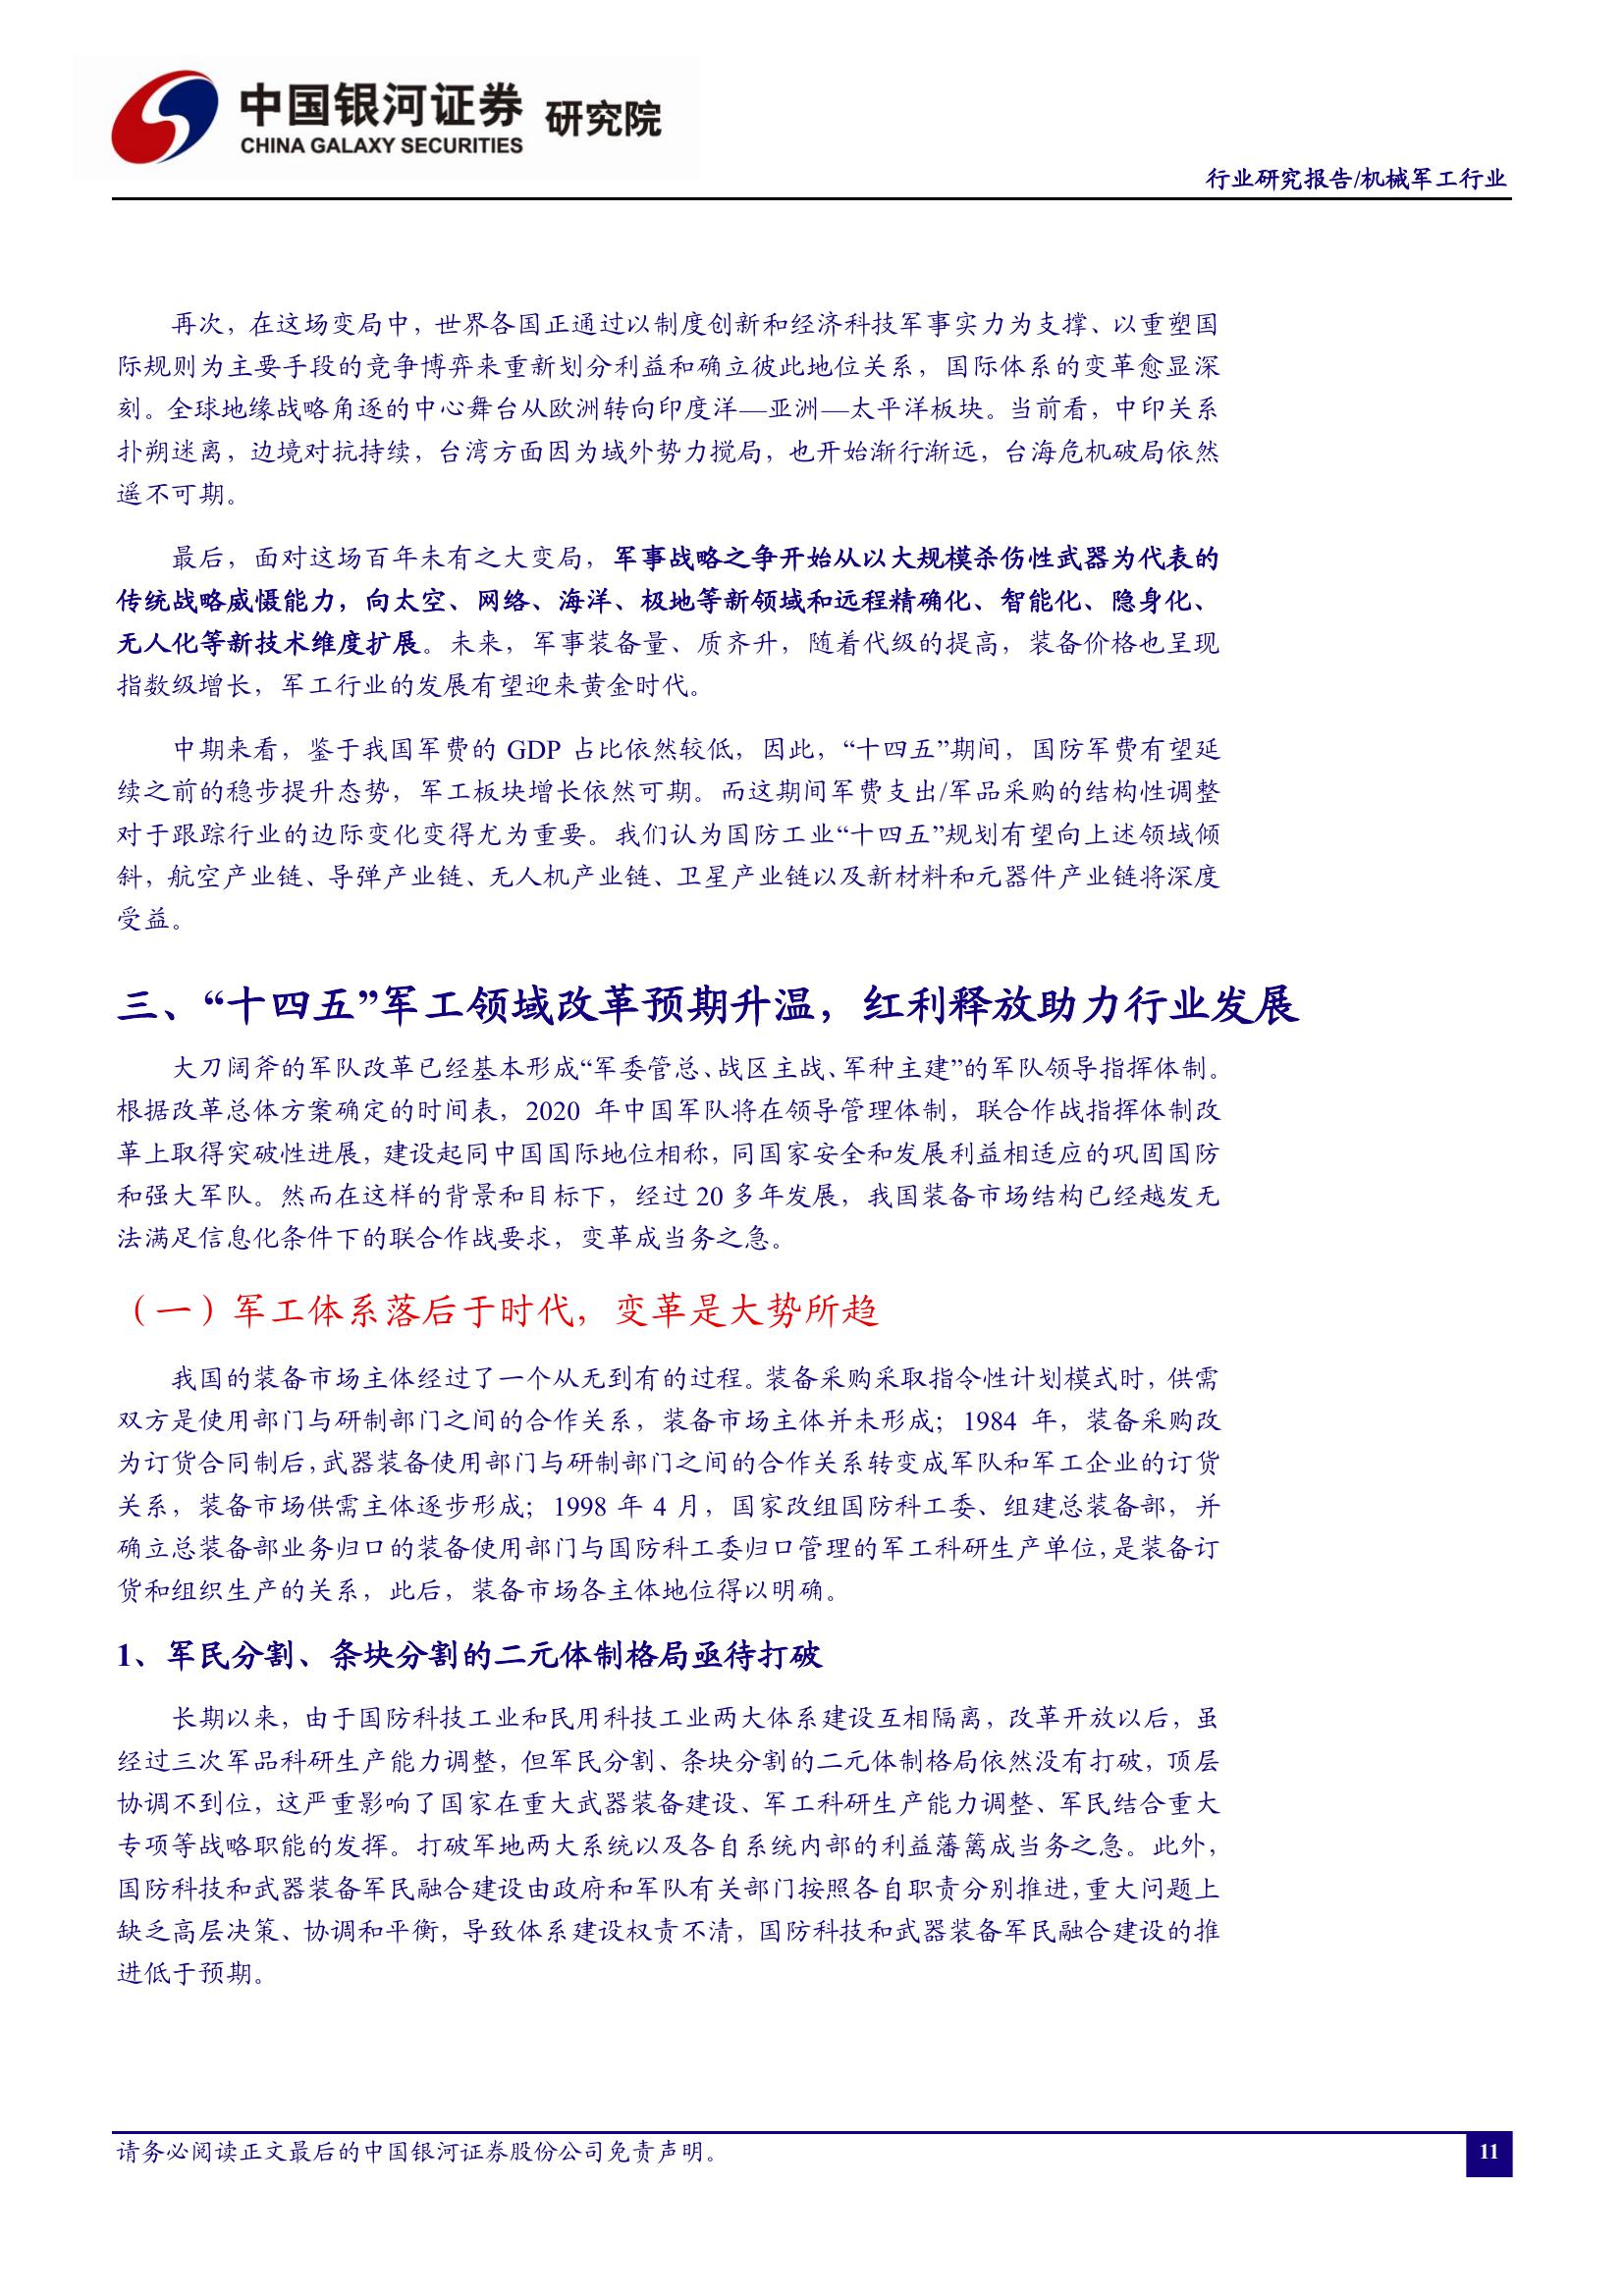 中国银河证券 研究院
CHINA GALAXY SECURITIES
行业研究报告/机械军工行业
再次，在这场变局中，世界各国正通过以制度创新和经济科技军事实力为支撑、以重塑国
际规则为主要手段的竞争博弈来重新划分利益和确立彼此地位关系，国际体系的变革愈显深
刻。全球地缘战略角逐的中心舞台从欧洲转向印度洋—亚洲—太平洋板块。当前看，中印关系
扑朔迷离，边境对抗持续，台湾方面因为域外势力搅局，也开始渐行渐远，台海危机破局依然
遥不可期。
最后，面对这场百年未有之大变局，军事战略之争开始从以大规模杀伤性武器为代表的
传统战略威慑能力，向太空、网络、海洋、极地等新领域和远程精确化、智能化、隐身化、
无人化等新技术维度扩展。未来，军事装备量、质齐升，随着代级的提高，装备价格也呈现
指数级增长，军工行业的发展有望迎来黄金时代。
中期来看，鉴于我国军费的 GDP 占比依然较低，因此，“十四五”期间，国防军费有望延
续之前的稳步提升态势，军工板块增长依然可期。而这期间军费支出/军品采购的结构性调整
对于跟踪行业的边际变化变得尤为重要。我们认为国防工业“十四五”规划有望向上述领域倾
斜，航空产业链、导弹产业链、无人机产业链、卫星产业链以及新材料和元器件产业链将深度
受益。
三、“十四五”军工领域改革预期升温，红利释放助力行业发展
大刀阔斧的军队改革已经基本形成“军委管总、战区主战、军种主建”的军队领导指挥体制。
根据改革总体方案确定的时间表，2020 年中国军队将在领导管理体制，联合作战指挥体制改
革上取得突破性进展，建设起同中国国际地位相称，同国家安全和发展利益相适应的巩固国防
和强大军队。然而在这样的背景和目标下，经过 20 多年发展，我国装备市场结构已经越发无
法满足信息化条件下的联合作战要求，变革成当务之急。
（一）军工体系落后于时代，变革是大势所趋
我国的装备市场主体经过了一个从无到有的过程。装备采购采取指令性计划模式时，供需
双方是使用部门与研制部门之间的合作关系，装备市场主体并未形成；1984 年，装备采购改
为订货合同制后，武器装备使用部门与研制部门之间的合作关系转变成军队和军工企业的订货
关系，装备市场供需主体逐步形成；1998 年 4 月，国家改组国防科工委、组建总装备部，并
确立总装备部业务归口的装备使用部门与国防科工委归口管理的军工科研生产单位，是装备订
货和组织生产的关系，此后，装备市场各主体地位得以明确。
1、军民分割、条块分割的二元体制格局亟待打破
长期以来，由于国防科技工业和民用科技工业两大体系建设互相隔离，改革开放以后，虽
经过三次军品科研生产能力调整，但军民分割、条块分割的二元体制格局依然没有打破，顶层
协调不到位，这严重影响了国家在重大武器装备建设、军工科研生产能力调整、军民结合重大
专项等战略职能的发挥。打破军地两大系统以及各自系统内部的利益藩篱成当务之急。此外，
国防科技和武器装备军民融合建设由政府和军队有关部门按照各自职责分别推进，重大问题上
缺乏高层决策、协调和平衡，导致体系建设权责不清，国防科技和武器装备军民融合建设的推
进低于预期。
请务必阅读正文最后的中国银河证券股份公司免责声明。
11